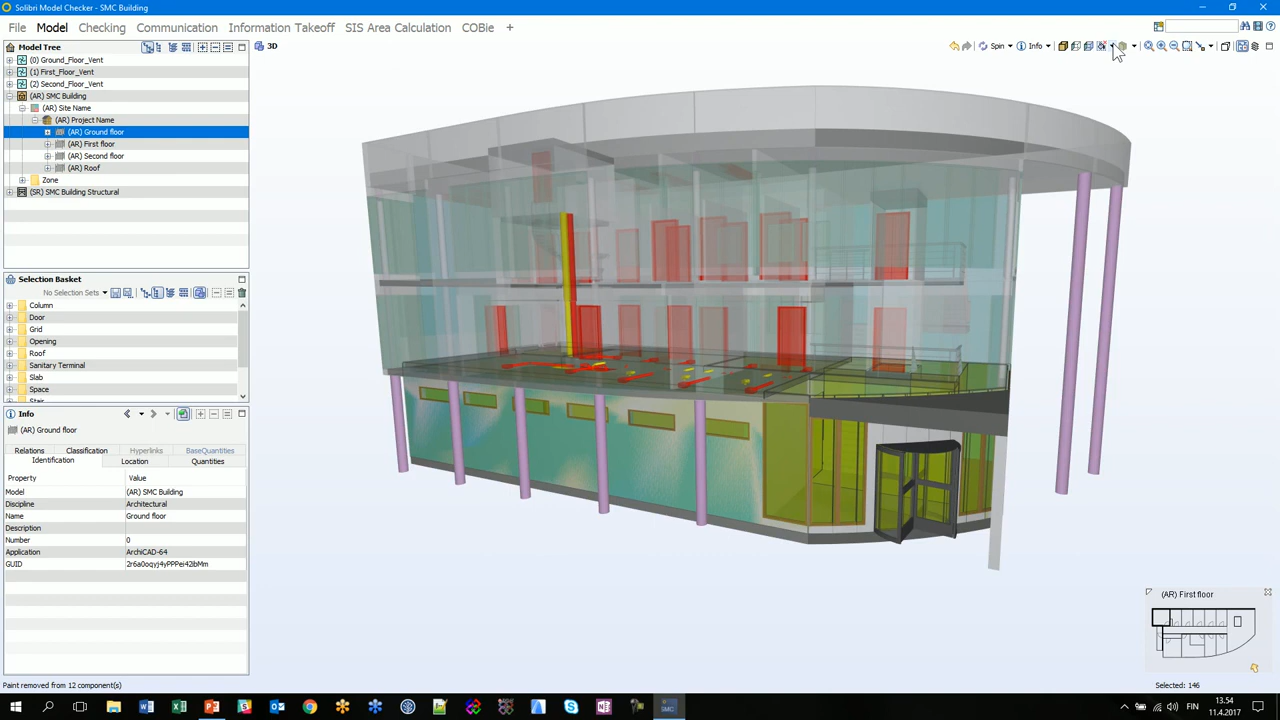 Solibri Model Checker - SMC Building
File Model Checking Communication Information Takeoff SIS Area Calculation COBie +
Model Tree
(0) Ground_Floor_Vent
(1) First_Floor_Vent
(2) Second_Floor_Vent
(AR) SMC Building
(AR) Site Name
(AR) Project Name
(AR) Ground floor
(AR) First floor
(AR) Second floor
(AR) Roof
Zone
(SR) SMC Building Structural
3D
Spin
Info
Selection Basket
No Selection Sets
Column
Door
Grid
Opening
Roof
Sanitary Terminal
Slab
Space
Stair
Info
(AR) Ground floor
Relations Classification Hyperlinks BaseQuantities
Identification Location Quantities
Property Value
Model (AR) SMC Building
Discipline Architectural
Name Ground floor
Description
Number 0
Application ArchiCAD-64
GUID 2r6a0oqyj4yPPPei42ibMm
Paint removed from 12 component(s)
(AR) First floor
Selected: 146
SMC
FIN
13.54
11.4.2017